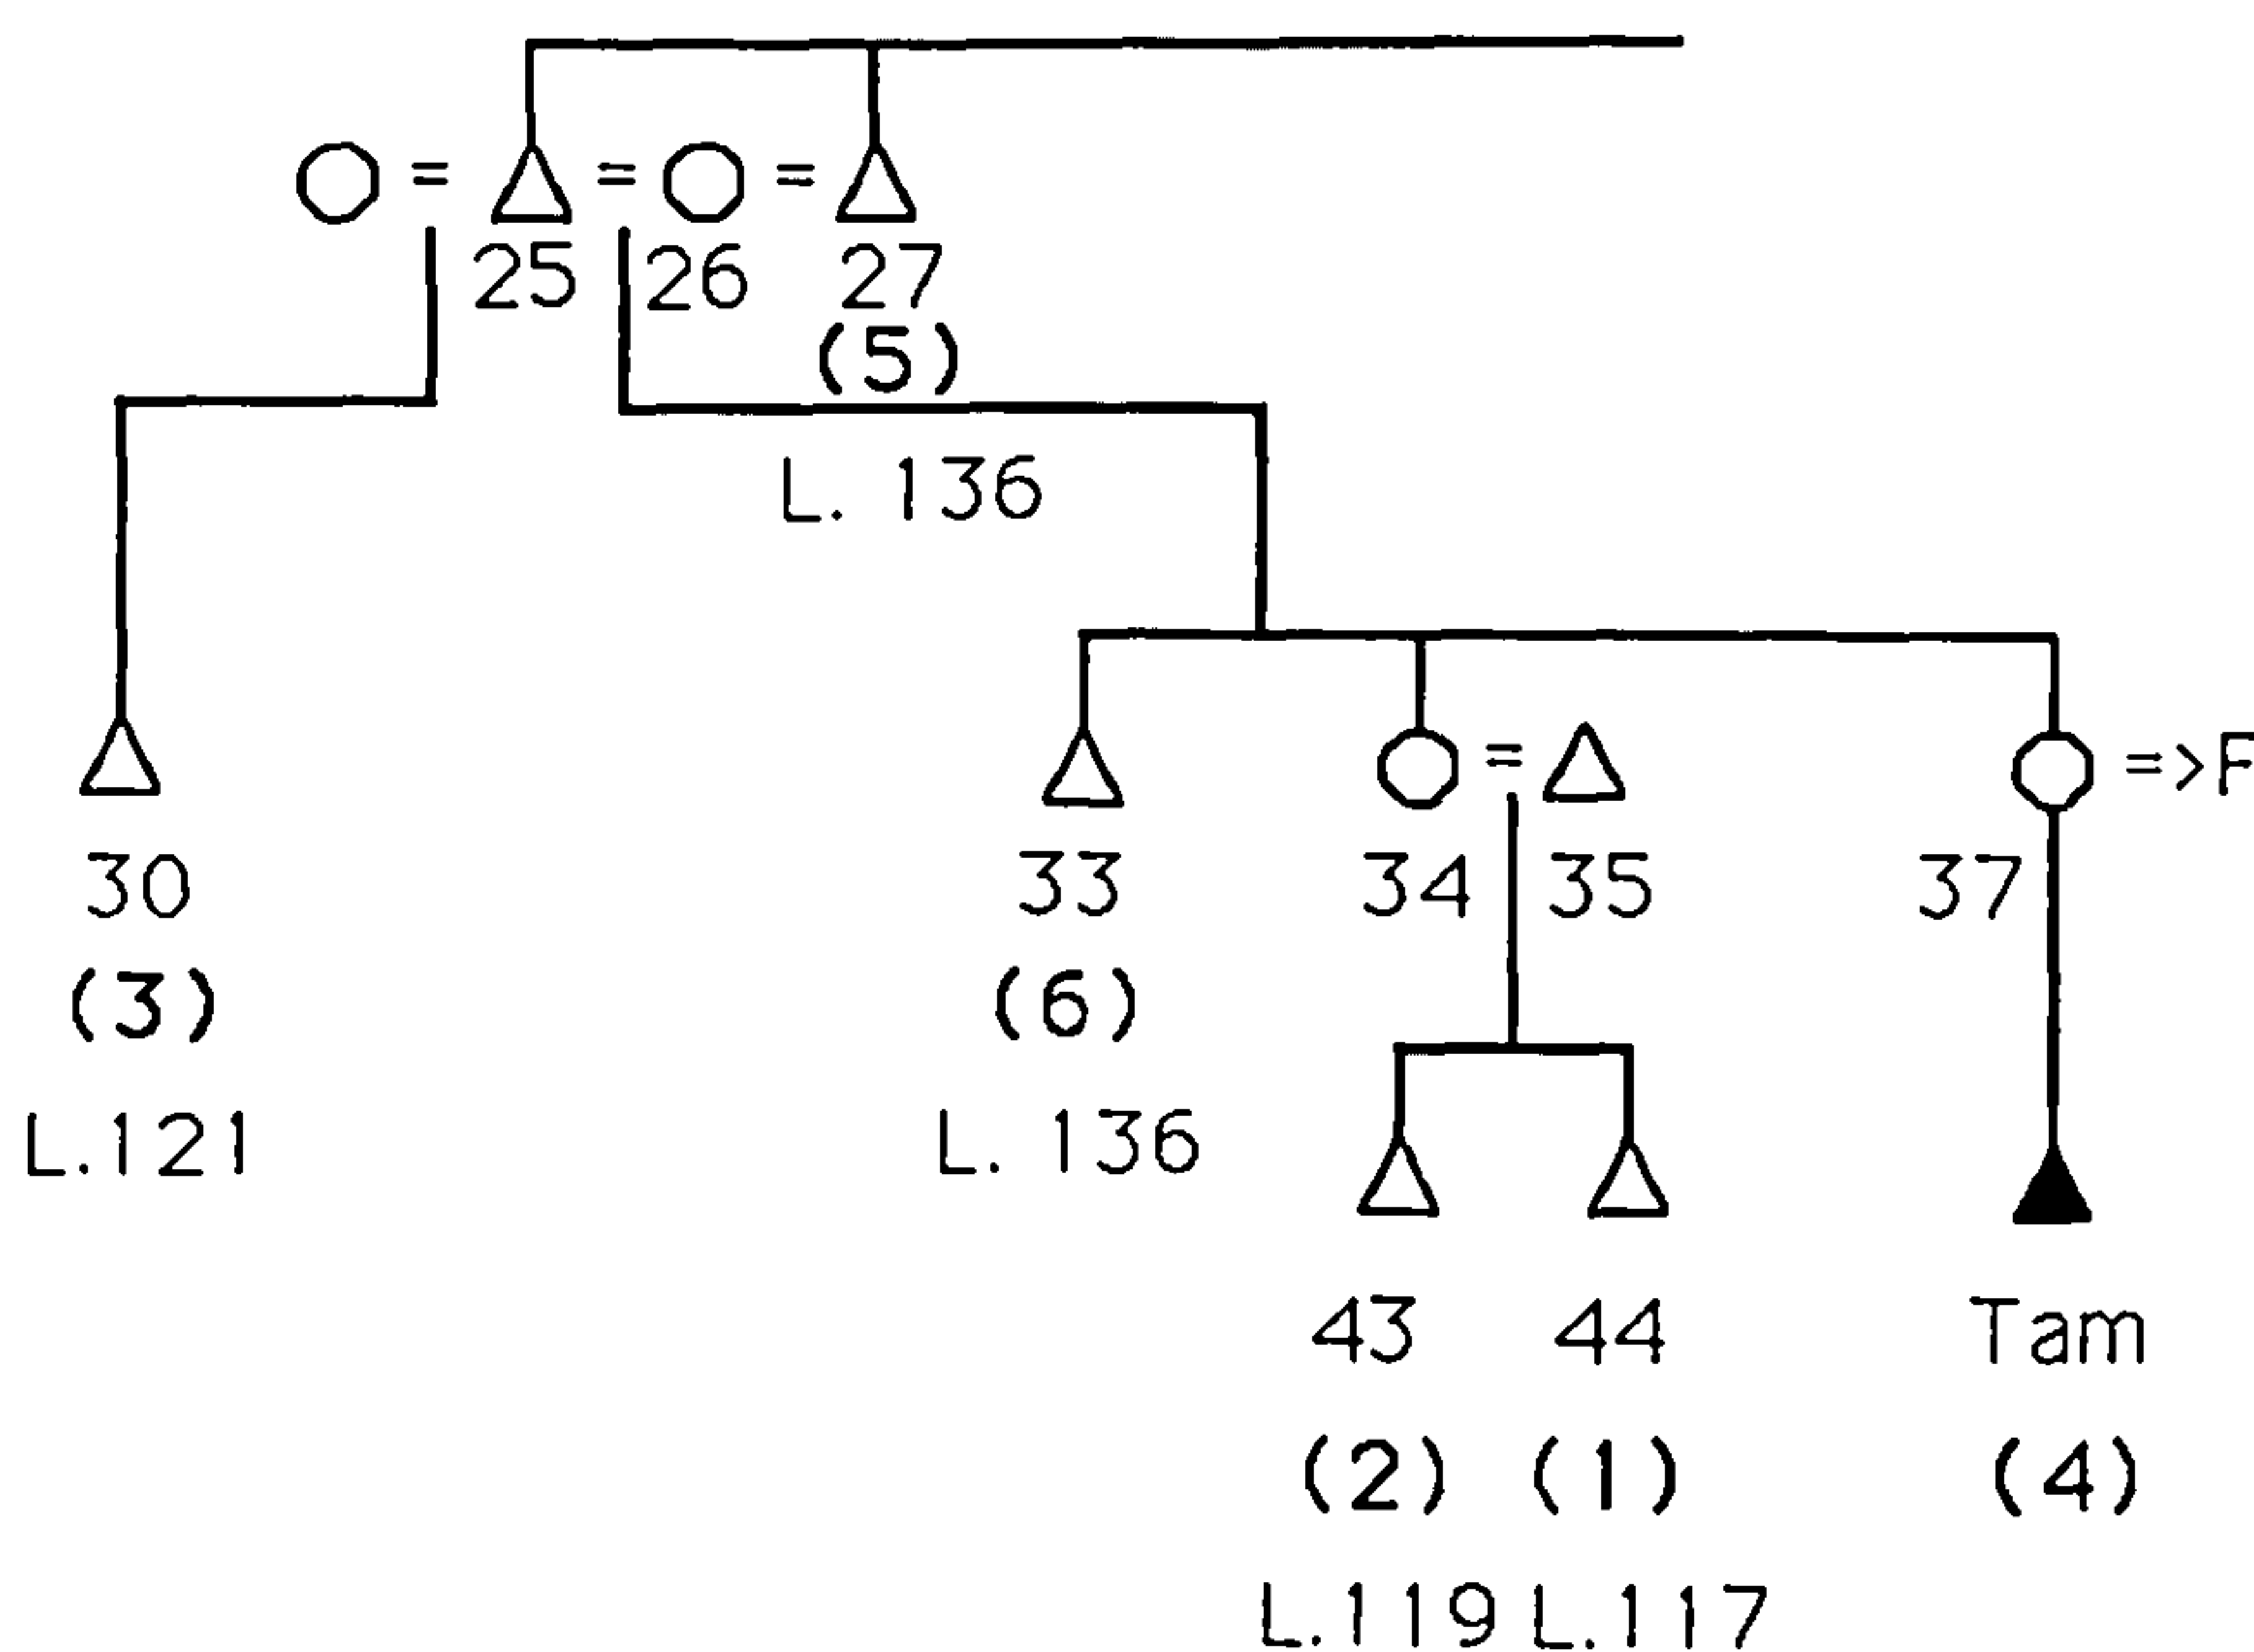 = = =
25 26 27
(5)
L. 136
= =>F
30 33 34 35 37
(3) (6)
L.121 L. 136
43 44 Tam
(2) (1) (4)
L.119 L.117